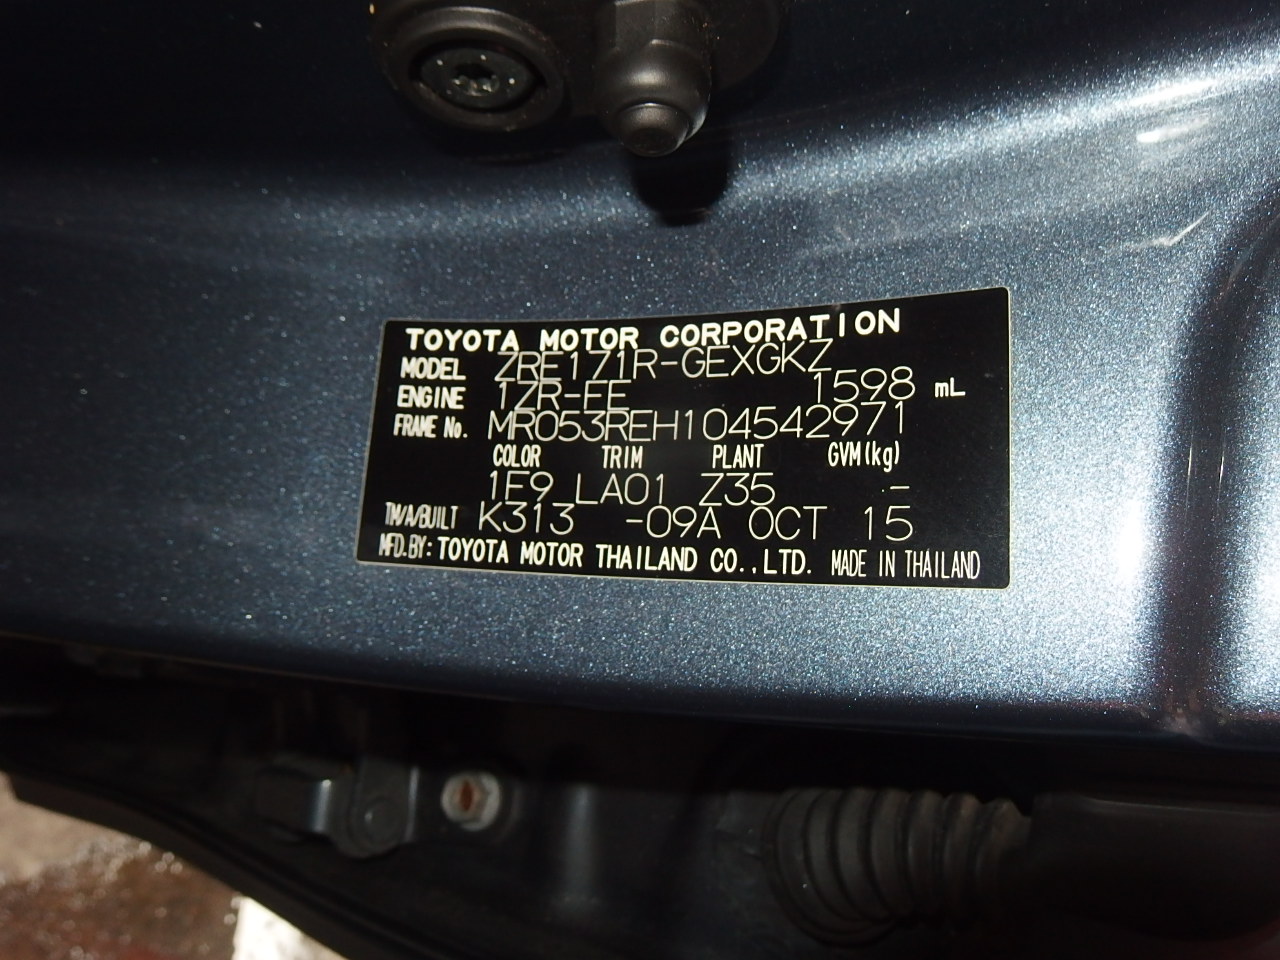 TOYOTA MOTOR CORPORATION
MODEL ZRE171R-GEXGKZ
ENGINE 1ZR-FE 1598 mL
FRAME No. MR053REH104542971
COLOR TRIM PLANT GVM(kg)
1F9 LA01 Z35 -
TM/A/BUILT K313 -09A OCT 15
MFD.BY:TOYOTA MOTOR THAILAND CO.,LTD. MADE IN THAILAND